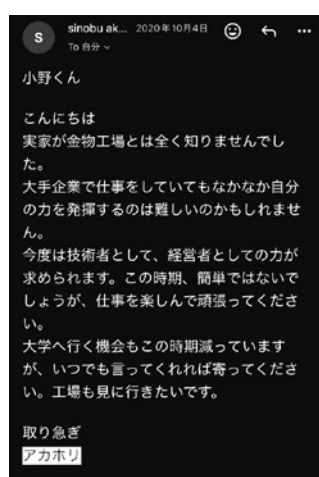 S
sinobu ak... 2020年10月4日
To 自分
小野くん
こんにちは
実家が金物工場とは全く知りませんでし
た。
大手企業で仕事をしていてもなかなか自分
の力を発揮するのは難しいのかもしれませ
ん。
今度は技術者として、経営者としての力が
求められます。この時期、簡単ではないで
しょうが、仕事を楽しんで頑張ってくださ
い。
大学へ行く機会もこの時期減っています
が、いつでも言ってくれれば寄ってくださ
い。工場も見に行きたいです。
取り急ぎ
アカホリ